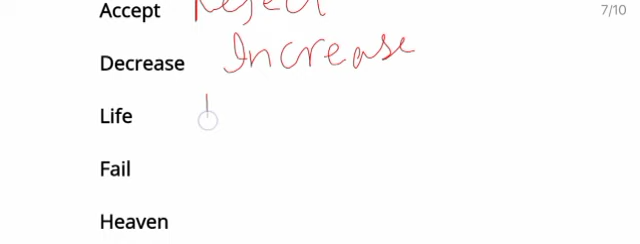 Accept Reject
7/10
Decrease Increase
Life
Fail
Heaven